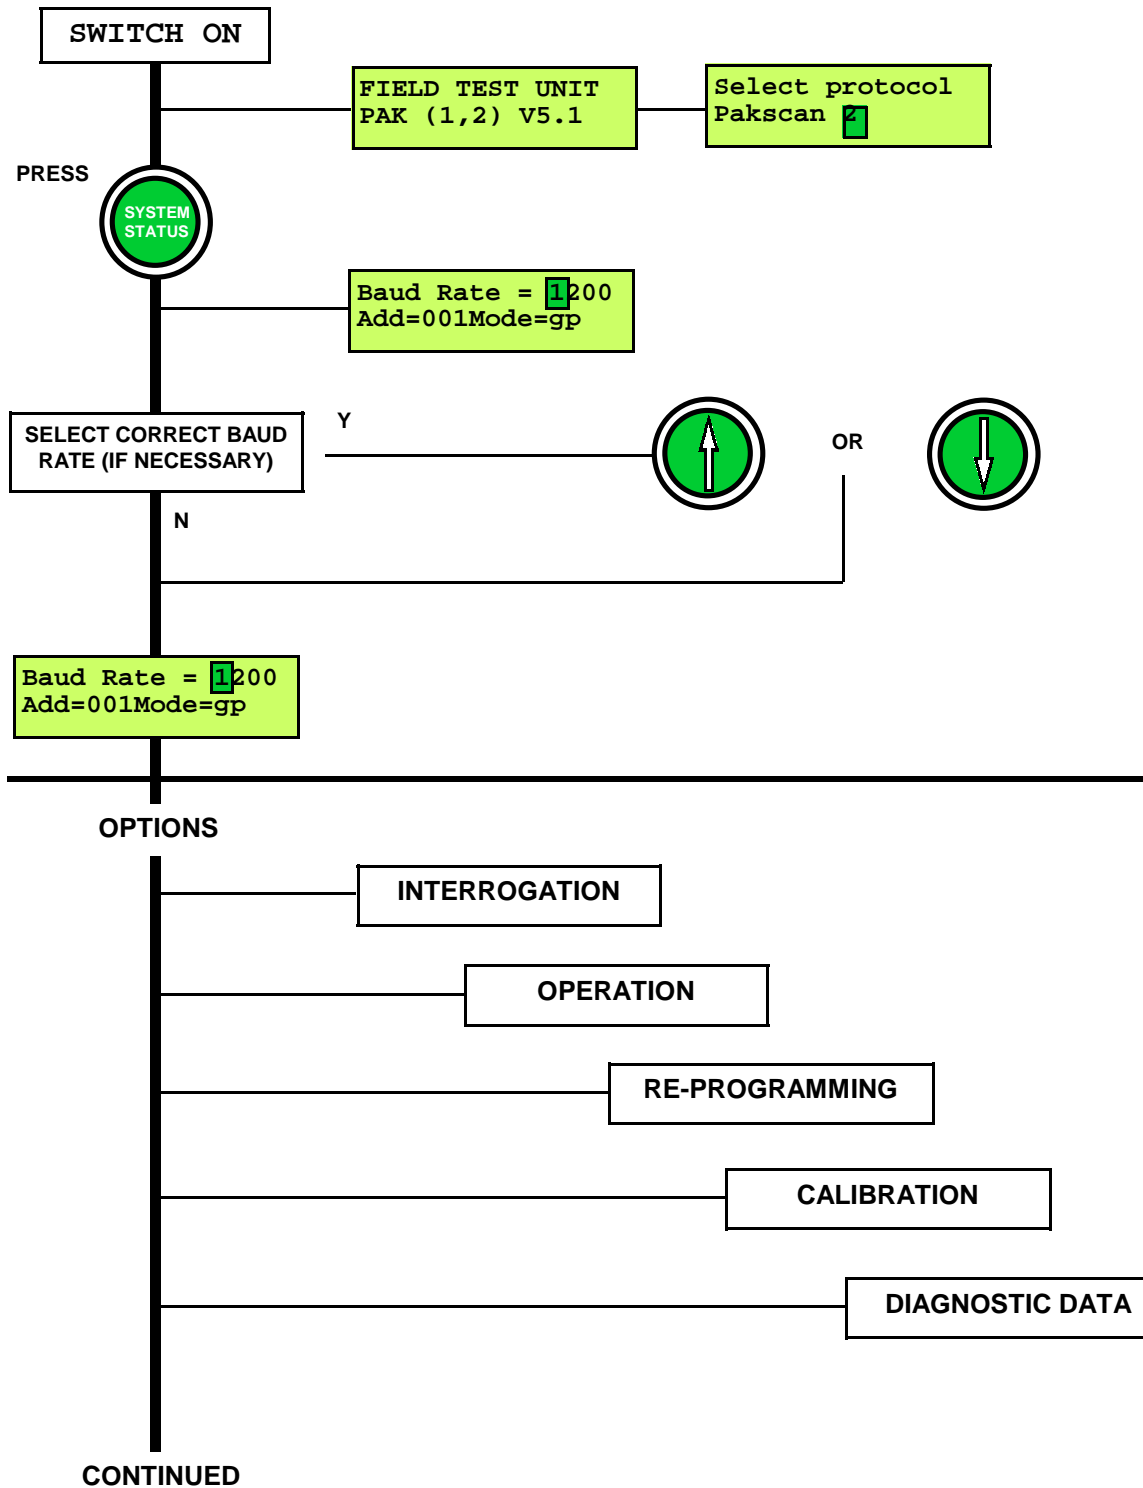 SWITCH ON
FIELD TEST UNIT
PAK (1,2) V5.1
Select protocol
Pakscan 2
PRESS
SYSTEM
STATUS
Baud Rate = 1200
Add=001Mode=gp
SELECT CORRECT BAUD
RATE (IF NECESSARY)
Y
OR
N
Baud Rate = 1200
Add=001Mode=gp
OPTIONS
INTERROGATION
OPERATION
RE-PROGRAMMING
CALIBRATION
DIAGNOSTIC DATA
CONTINUED